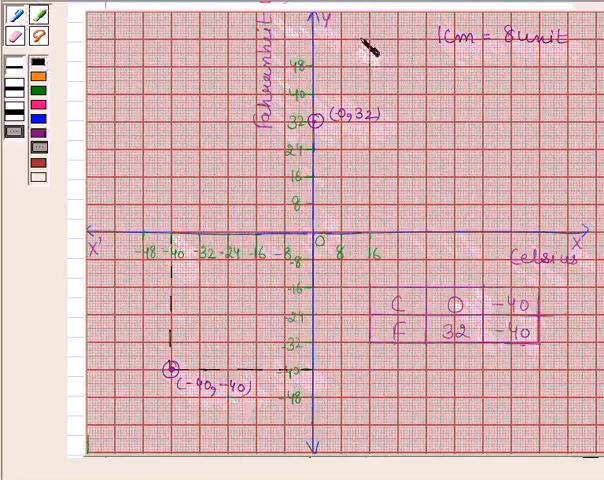 Y
1cm = 8unit
Fahrenheit
48
40
32
(0,32)
24
16
8
X'
-48 -40 -32 -24 -16 -8
0
8 16
X
Celsius
-8
-16
-24
-32
-40
-48
C 0 -40
F 32 -40
(-40,-40)